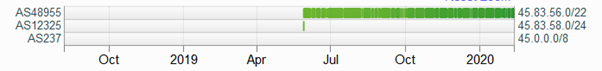 AS48955 45.83.56.0/22
AS12325 45.83.58.0/24
AS237 45.0.0.0/8
Oct 2019 Apr Jul Oct 2020